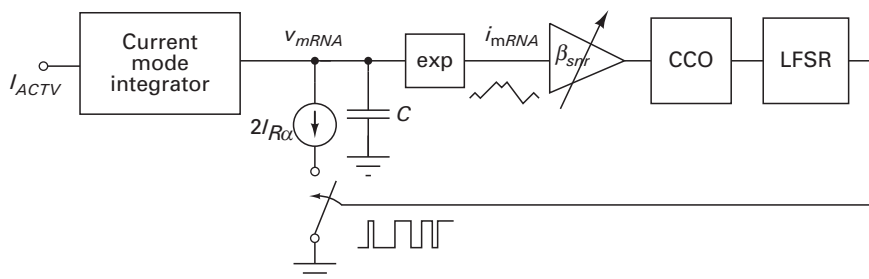 Current
mode
integrator
I_ACTV
v_mRNA
exp
i_mRNA
β_snr
CCO
LFSR
2I_Rα
C